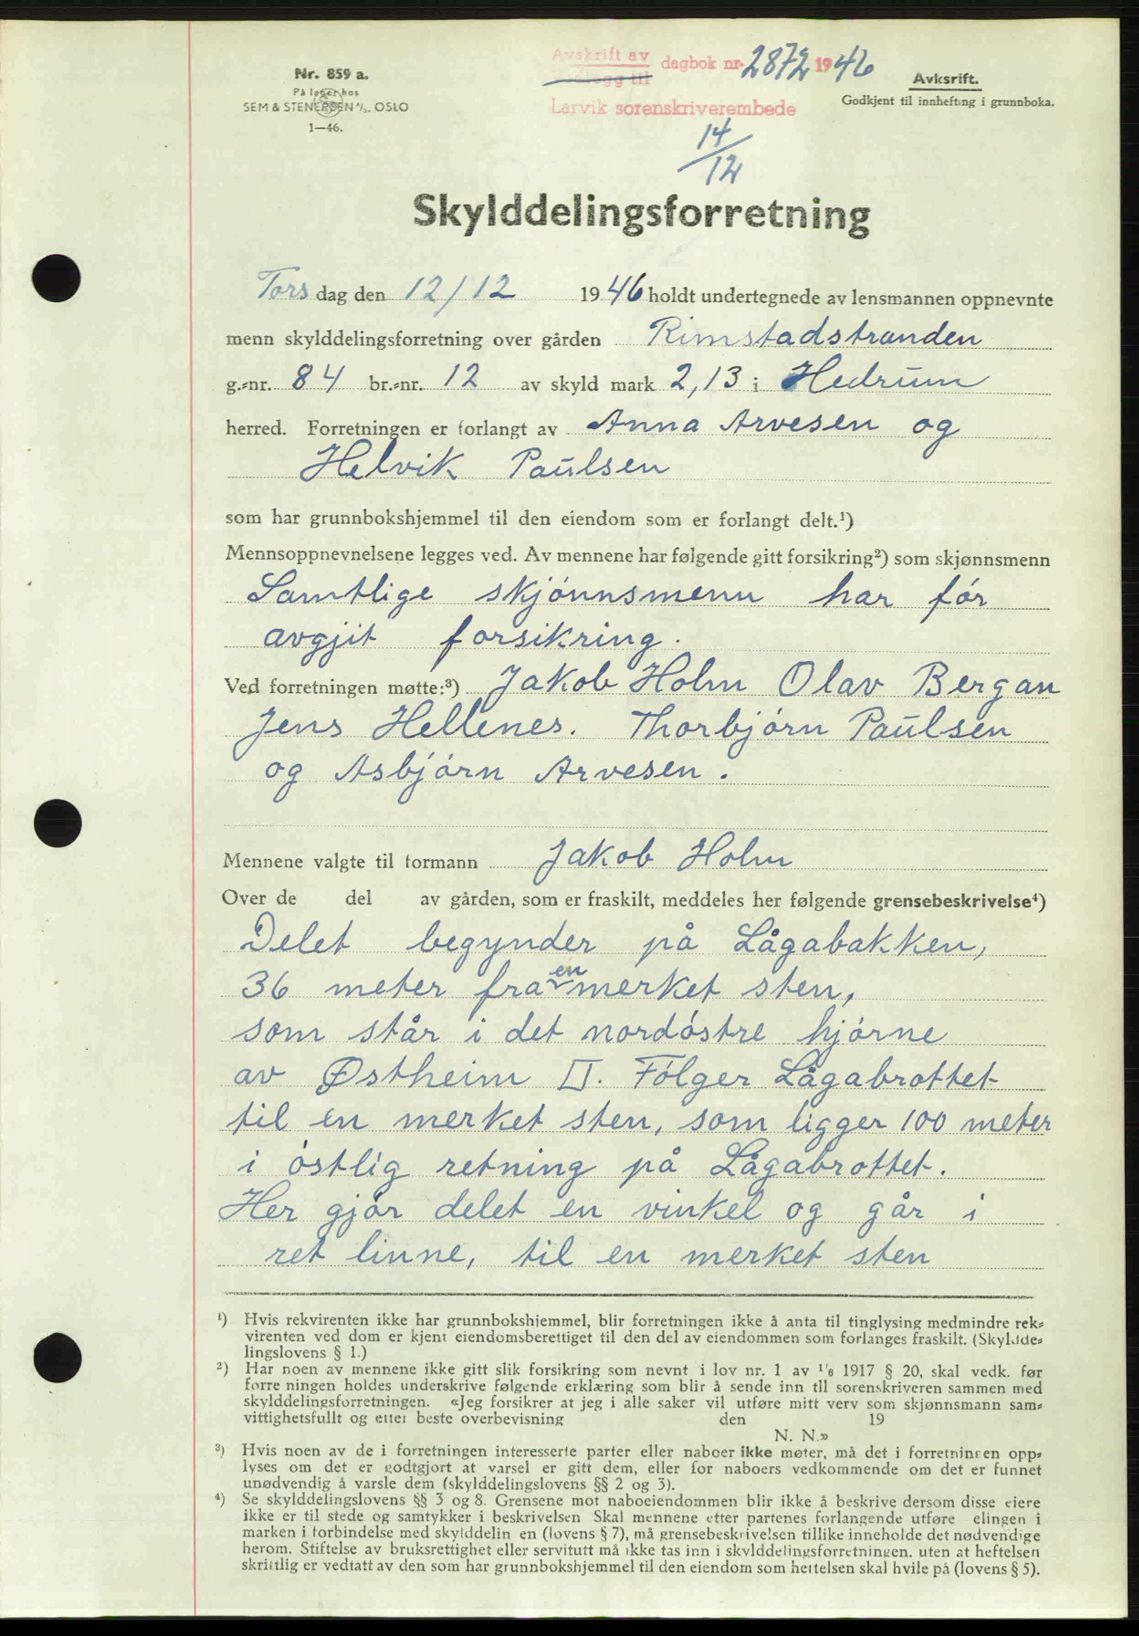 Avskrift av dagbok nr. 2872 1946
vedlegg til
Larvik sorenskriverembede
14/12
Nr. 859 a.
På lager hos
SEM & STENERSEN A/S. OSLO
1—46.
Avksrift.
Godkjent til innhefting i grunnboka.
Skylddelingsforretning
Torsdag den 12/12 1946 holdt undertegnede av lensmannen oppnevnte
menn skylddelingsforretning over gården Rimstadstranden
g.-nr. 84 br.-nr. 12 av skyld mark 2,13 i Hedrum
herred. Forretningen er forlangt av Anna Arvesen og
Helvik Paulsen
som har grunnbokshjemmel til den eiendom som er forlangt delt.¹)
Mennsoppnevnelsene legges ved. Av mennene har følgende gitt forsikring²) som skjønnsmenn
Samtlige skjønnsmenn har før
avgjit forsikring.
Ved forretningen møtte:³) Jakob Holm Olav Bergan
Jens Hellenes. Thorbjørn Paulsen
og Asbjørn Arvesen.
Mennene valgte til formann Jakob Holm
Over de del av gården, som er fraskilt, meddeles her følgende grensebeskrivelse⁴)
Delet begynder på Lågabakken,
36 meter fra en merket sten,
som står i det nordøstre hjørne
av Østheim II. Følger Lågabrottet
til en merket sten, som ligger 100 meter
i østlig retning på Lågabrottet.
Her gjør delet en vinkel og går i
ret linne, til en merket sten
¹) Hvis rekvirenten ikke har grunnbokshjemmel, blir forretningen ikke å anta til tinglysing medmindre rek-
virenten ved dom er kjent eiendomsberettiget til den del av eiendommen som forlanges fraskilt. (Skyldde-
lingslovens § 1.)
²) Har noen av mennene ikke gitt slik forsikring som nevnt i lov nr. 1 av 1/6 1917 § 20, skal vedk. før
forretningen holdes underskrive følgende erklæring som blir å sende inn til sorenskriveren sammen med
skylddelingsforretningen. «Jeg forsikrer at jeg i alle saker vil utføre mitt verv som skjønnsmann sam-
vittighetsfullt og etter beste overbevisning den 19
N. N.»
³) Hvis noen av de i forretningen interesserte parter eller naboer ikke møter, må det i forretningen opp-
lyses om det er godtgjort at varsel er gitt dem, eller for naboers vedkommende om det er funnet
unødvendig å varsle dem (skylddelingslovens §§ 2 og 3).
⁴) Se skylddelingslovens §§ 3 og 8. Grensene mot naboeiendommen blir ikke å beskrive dersom disse eiere
ikke er til stede og samtykker i beskrivelsen Skal mennene etter partenes forlangende utføre delingen i
marken i forbindelse med skylddelin en (lovens § 7), må grensebeskrivelsen tillike inneholde det nødvendige
herom. Stiftelse av bruksrettighet eller servitutt må ikke tas inn i skylddelingsforretningen, uten at heftelsen
skriftlig er vedtatt av den som har grunnbokshjemmel til den eiendom som heftelsen skal hvile på (lovens § 5).